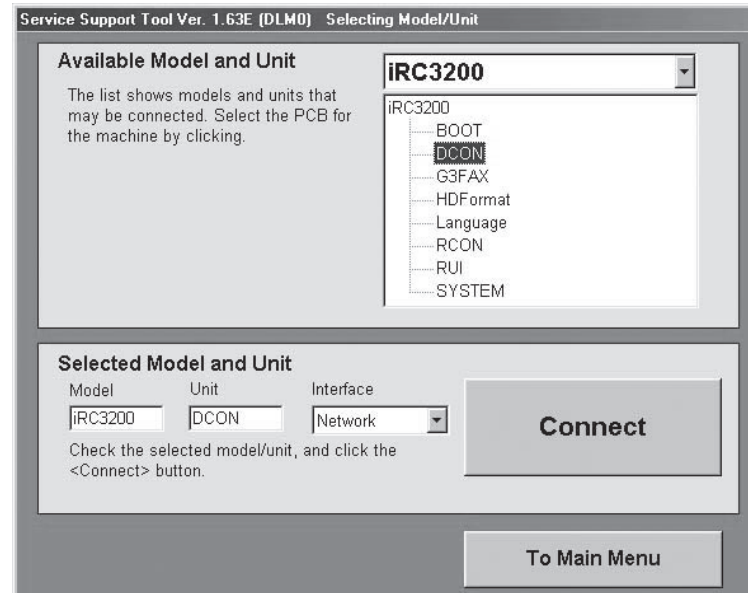 Service Support Tool Ver. 1.63E (DLM0)   Selecting Model/Unit
Available Model and Unit
The list shows models and units that
may be connected. Select the PCB for
the machine by clicking.
iRC3200
iRC3200
BOOT
DCON
G3FAX
HDFormat
Language
RCON
RUI
SYSTEM
Selected Model and Unit
Model Unit Interface
iRC3200 DCON Network
Check the selected model/unit, and click the
<Connect> button.
Connect
To Main Menu